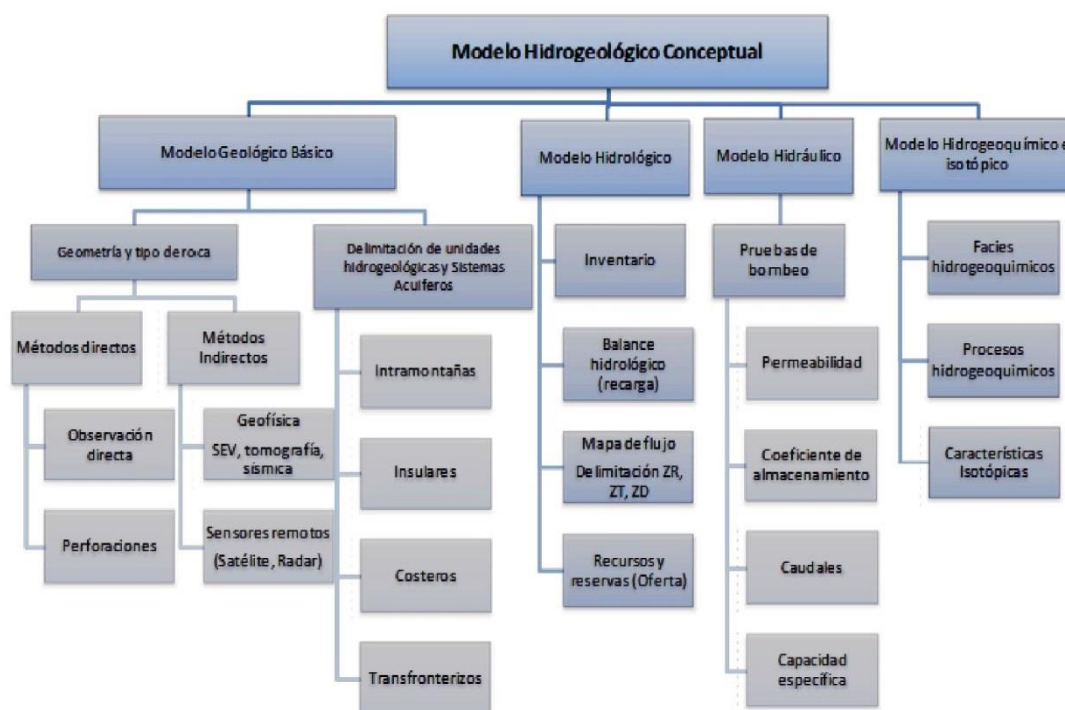 Modelo Hidrogeológico Conceptual
Modelo Geológico Básico
Modelo Hidrológico
Modelo Hidráulico
Modelo Hidrogeoquímico e
isotópico
Geometría y tipo de roca
Delimitación de unidades
hidrogeológicas y Sistemas
Acuiferos
Métodos directos
Métodos
Indirectos
Observación
directa
Perforaciones
Geofísica
SEV, tomografía,
sísmica
Sensores remotos
(Satélite, Radar)
Intramontañas
Insulares
Costeros
Transfronterizos
Inventario
Balance
hidrológico
(recarga)
Mapa de flujo
Delimitación ZR,
ZT, ZD
Recursos y
reservas (Oferta)
Pruebas de
bombeo
Permeabilidad
Coeficiente de
almacenamiento
Caudales
Capacidad
específica
Facies
hidrogeoquimicos
Procesos
hidrogeoquimicos
Características
Isotópicas